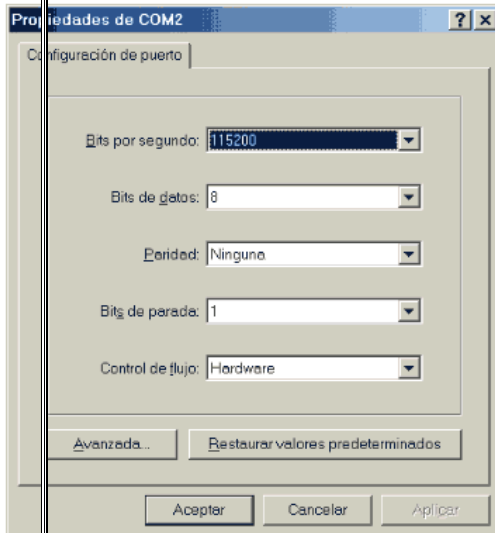 Propiedades de COM2
Configuración de puerto
Bits por segundo: 115200
Bits de datos: 8
Paridad: Ninguna
Bits de parada: 1
Control de flujo: Hardware
Avanzada... Restaurar valores predeterminados
Aceptar Cancelar Aplicar